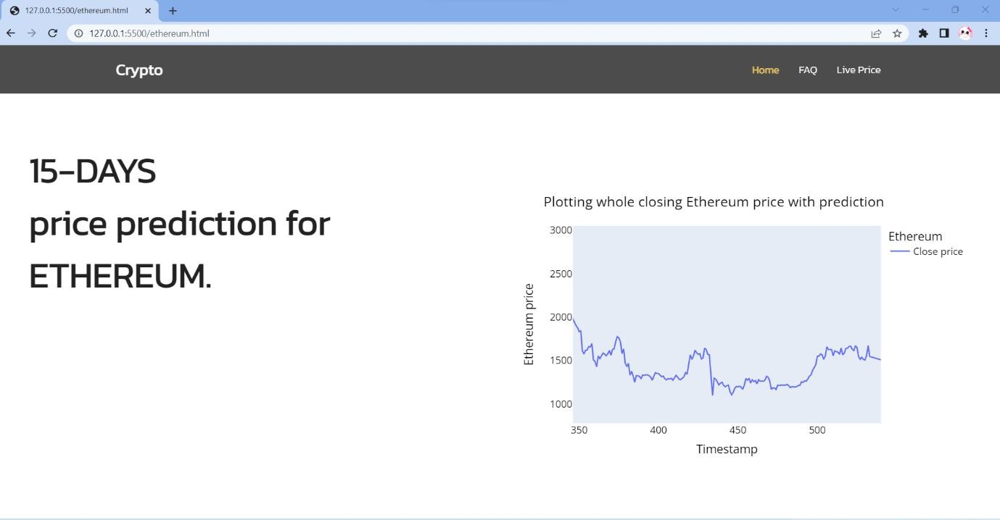 127.0.0.1:5500/ethereum.html
127.0.0.1:5500/ethereum.html
Crypto
Home FAQ Live Price
15-DAYS
price prediction for
ETHEREUM.
Plotting whole closing Ethereum price with prediction
3000
2500
2000
1500
1000
Ethereum price
350 400 450 500
Timestamp
Ethereum
Close price